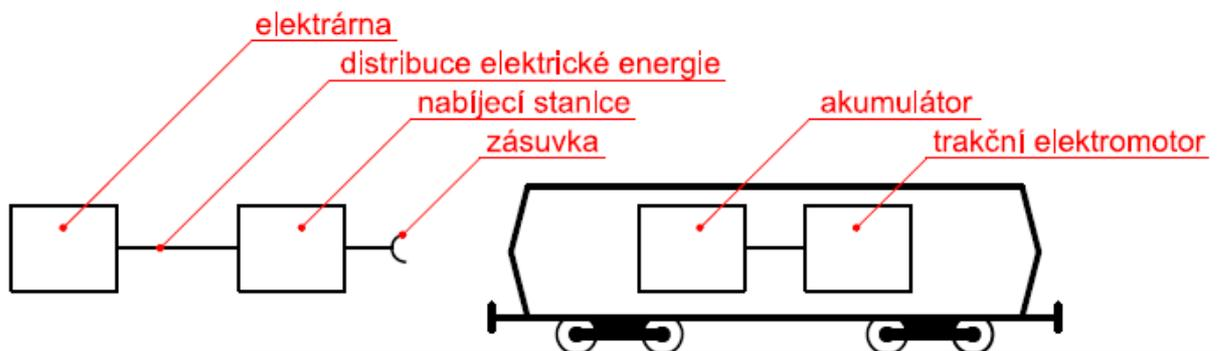 elektrárna
distribuce elektrické energie
nabíjecí stanice
zásuvka
akumulátor
trakční elektromotor